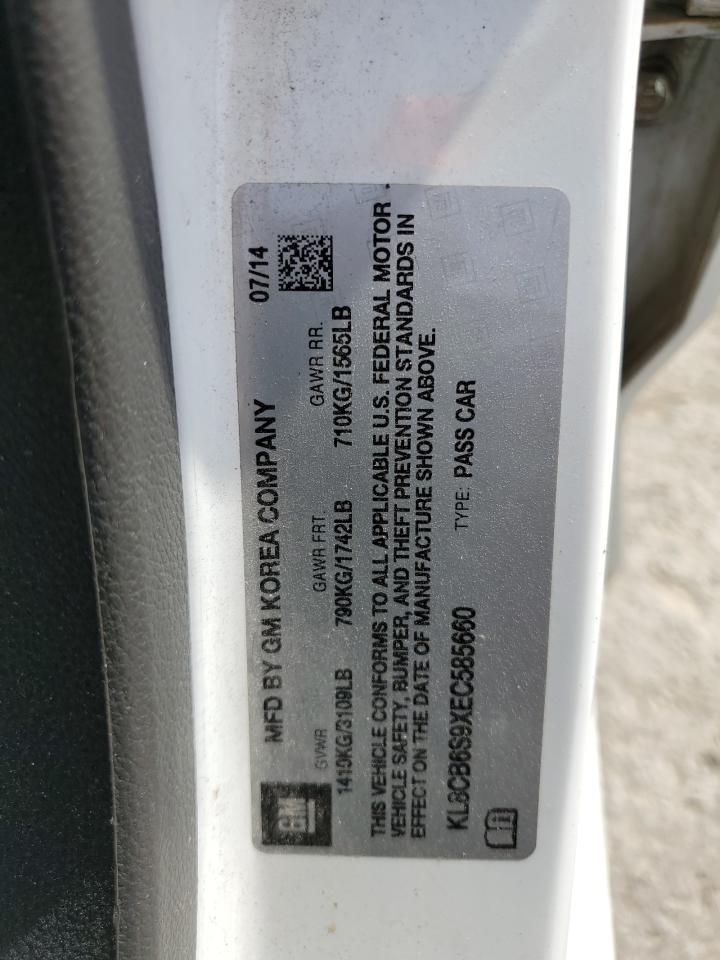 GM
MFD BY GM KOREA COMPANY 07/14
GVWR GAWR FRT. GAWR RR.
1410KG/3109LB 790KG/1742LB 710KG/1565LB
THIS VEHICLE CONFORMS TO ALL APPLICABLE U.S. FEDERAL MOTOR
VEHICLE SAFETY, BUMPER, AND THEFT PREVENTION STANDARDS IN
EFFECT ON THE DATE OF MANUFACTURE SHOWN ABOVE.
KL8CB6S9XEC585660 TYPE: PASS CAR